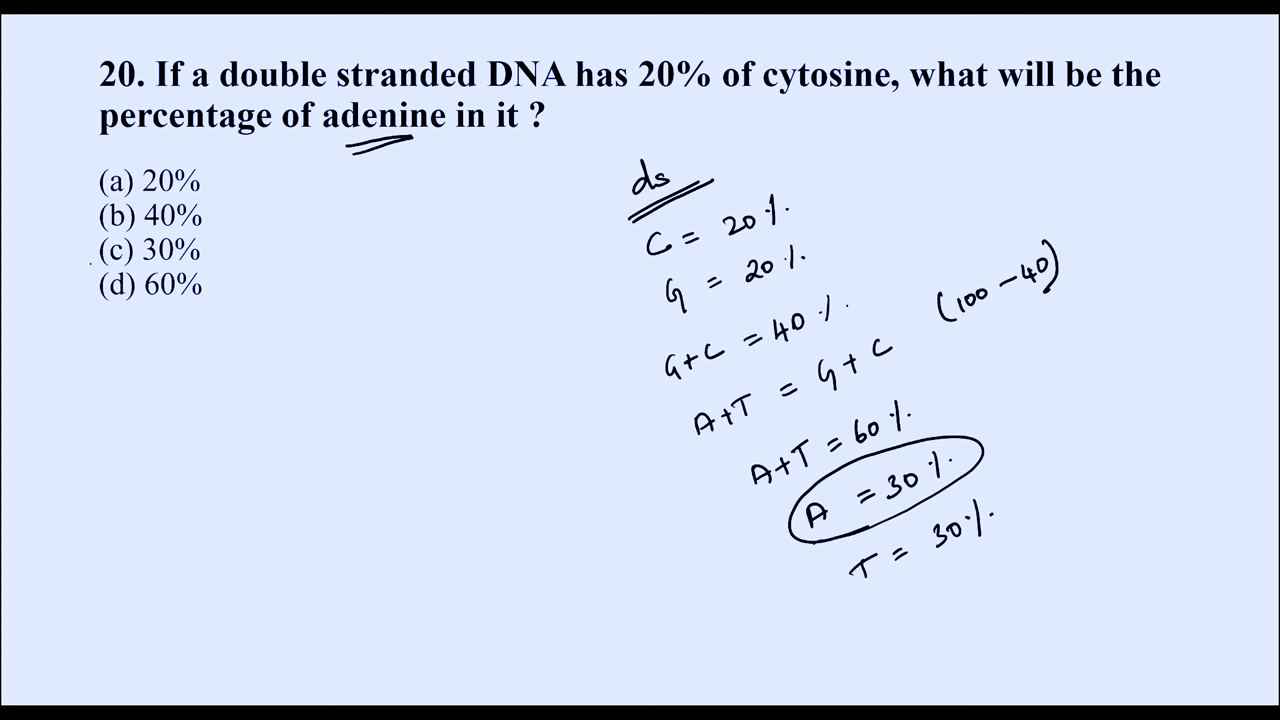 20. If a double stranded DNA has 20% of cytosine, what will be the
percentage of adenine in it ?
(a) 20%
(b) 40%
(c) 30%
(d) 60%
ds
C = 20%.
G = 20%.
G+C = 40%.
A+T = G+C (100-40)
A+T = 60%.
A = 30%.
T = 30%.